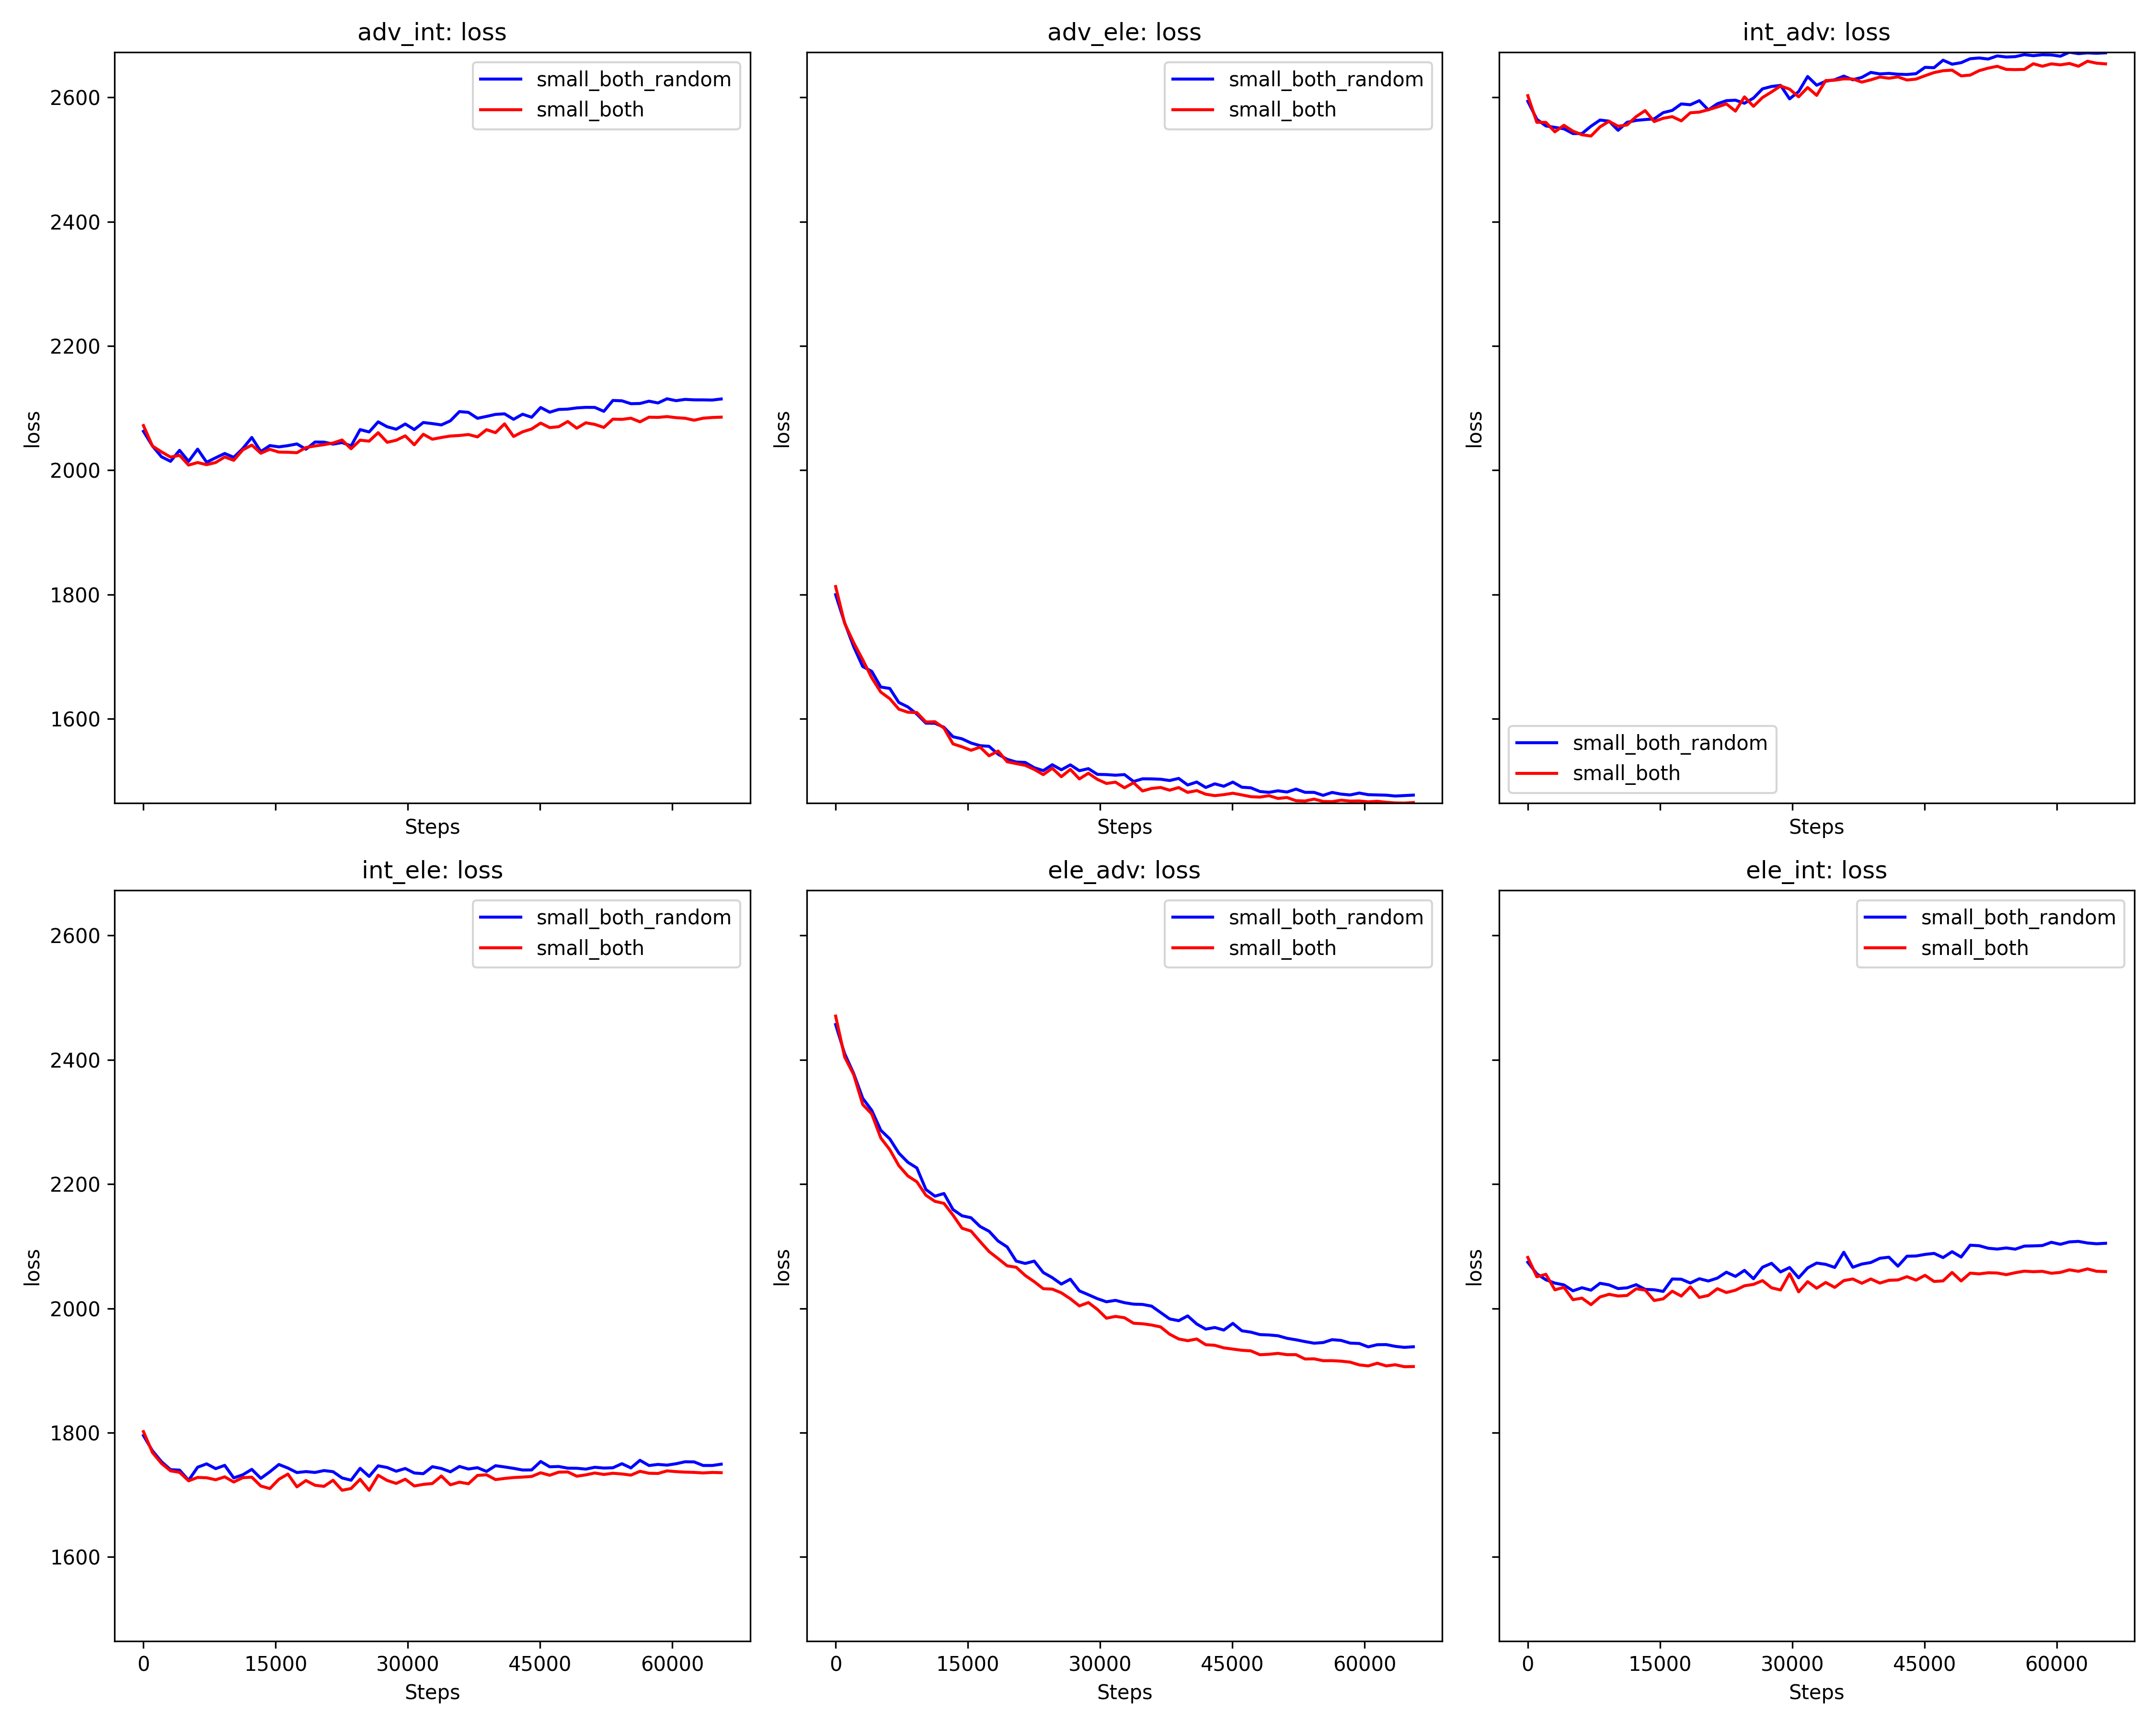 adv_int: loss
adv_ele: loss
int_adv: loss
small_both_random
small_both
small_both_random
small_both
2600
2400
2200
2000
1800
1600
loss
loss
loss
small_both_random
small_both
Steps
Steps
Steps
int_ele: loss
ele_adv: loss
ele_int: loss
small_both_random
small_both
small_both_random
small_both
small_both_random
small_both
2600
2400
2200
2000
1800
1600
loss
loss
loss
0 15000 30000 45000 60000
0 15000 30000 45000 60000
0 15000 30000 45000 60000
Steps
Steps
Steps